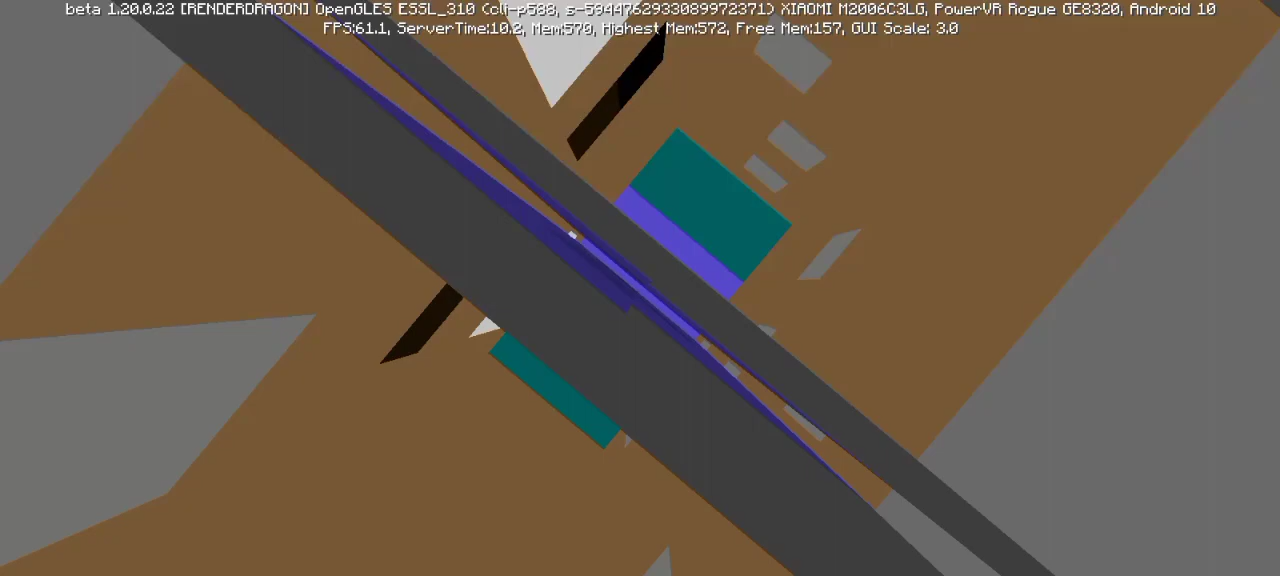 beta 1.20.0.22 [RENDERDRAGON] OpenGLES ESSL_310 (cli-p588, s-5944762933089972371) XIAOMI M2006C3LG, PowerVR Rogue GE8320, Android 10
FPS:61.1, ServerTime:10.2, Mem:570, Highest Mem:572, Free Mem:157, GUI Scale: 3.0